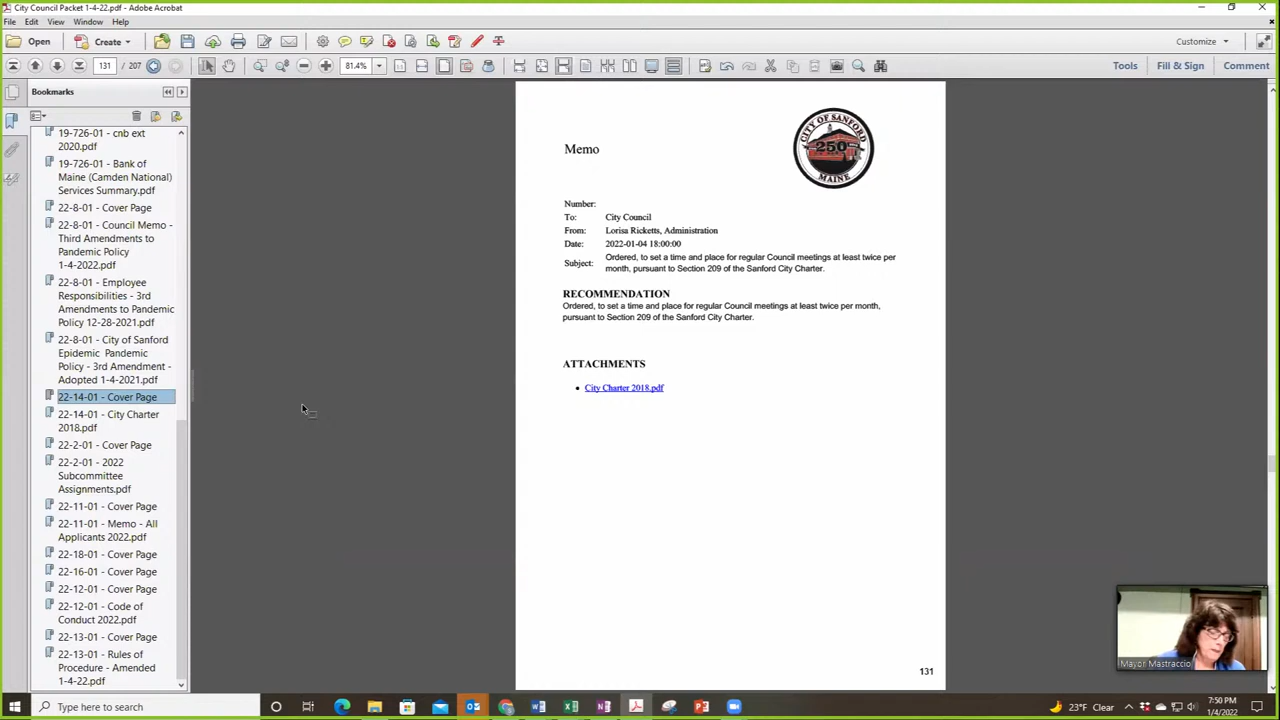 City Council Packet 1-4-22.pdf - Adobe Acrobat
File Edit View Window Help
Open Create Customize
131 / 207 81.4% Tools Fill & Sign Comment
Bookmarks
19-726-01 - cnb ext
2020.pdf
19-726-01 - Bank of
Maine (Camden National)
Services Summary.pdf
22-8-01 - Cover Page
22-8-01 - Council Memo -
Third Amendments to
Pandemic Policy
1-4-2022.pdf
22-8-01 - Employee
Responsibilities - 3rd
Amendments to Pandemic
Policy 12-28-2021.pdf
22-8-01 - City of Sanford
Epidemic Pandemic
Policy - 3rd Amendment -
Adopted 1-4-2021.pdf
22-14-01 - Cover Page
22-14-01 - City Charter
2018.pdf
22-2-01 - Cover Page
22-2-01 - 2022
Subcommittee
Assignments.pdf
22-11-01 - Cover Page
22-11-01 - Memo - All
Applicants 2022.pdf
22-18-01 - Cover Page
22-16-01 - Cover Page
22-12-01 - Cover Page
22-12-01 - Code of
Conduct 2022.pdf
22-13-01 - Cover Page
22-13-01 - Rules of
Procedure - Amended
1-4-22.pdf
Memo
CITY OF SANFORD
250
MAINE
Number:
To: City Council
From: Lorisa Ricketts, Administration
Date: 2022-01-04 18:00:00
Subject: Ordered, to set a time and place for regular Council meetings at least twice per
month, pursuant to Section 209 of the Sanford City Charter.
RECOMMENDATION
Ordered, to set a time and place for regular Council meetings at least twice per month,
pursuant to Section 209 of the Sanford City Charter.
ATTACHMENTS
• City Charter 2018.pdf
131
Mayor Mastraccio
Type here to search
23°F Clear
7:50 PM
1/4/2022